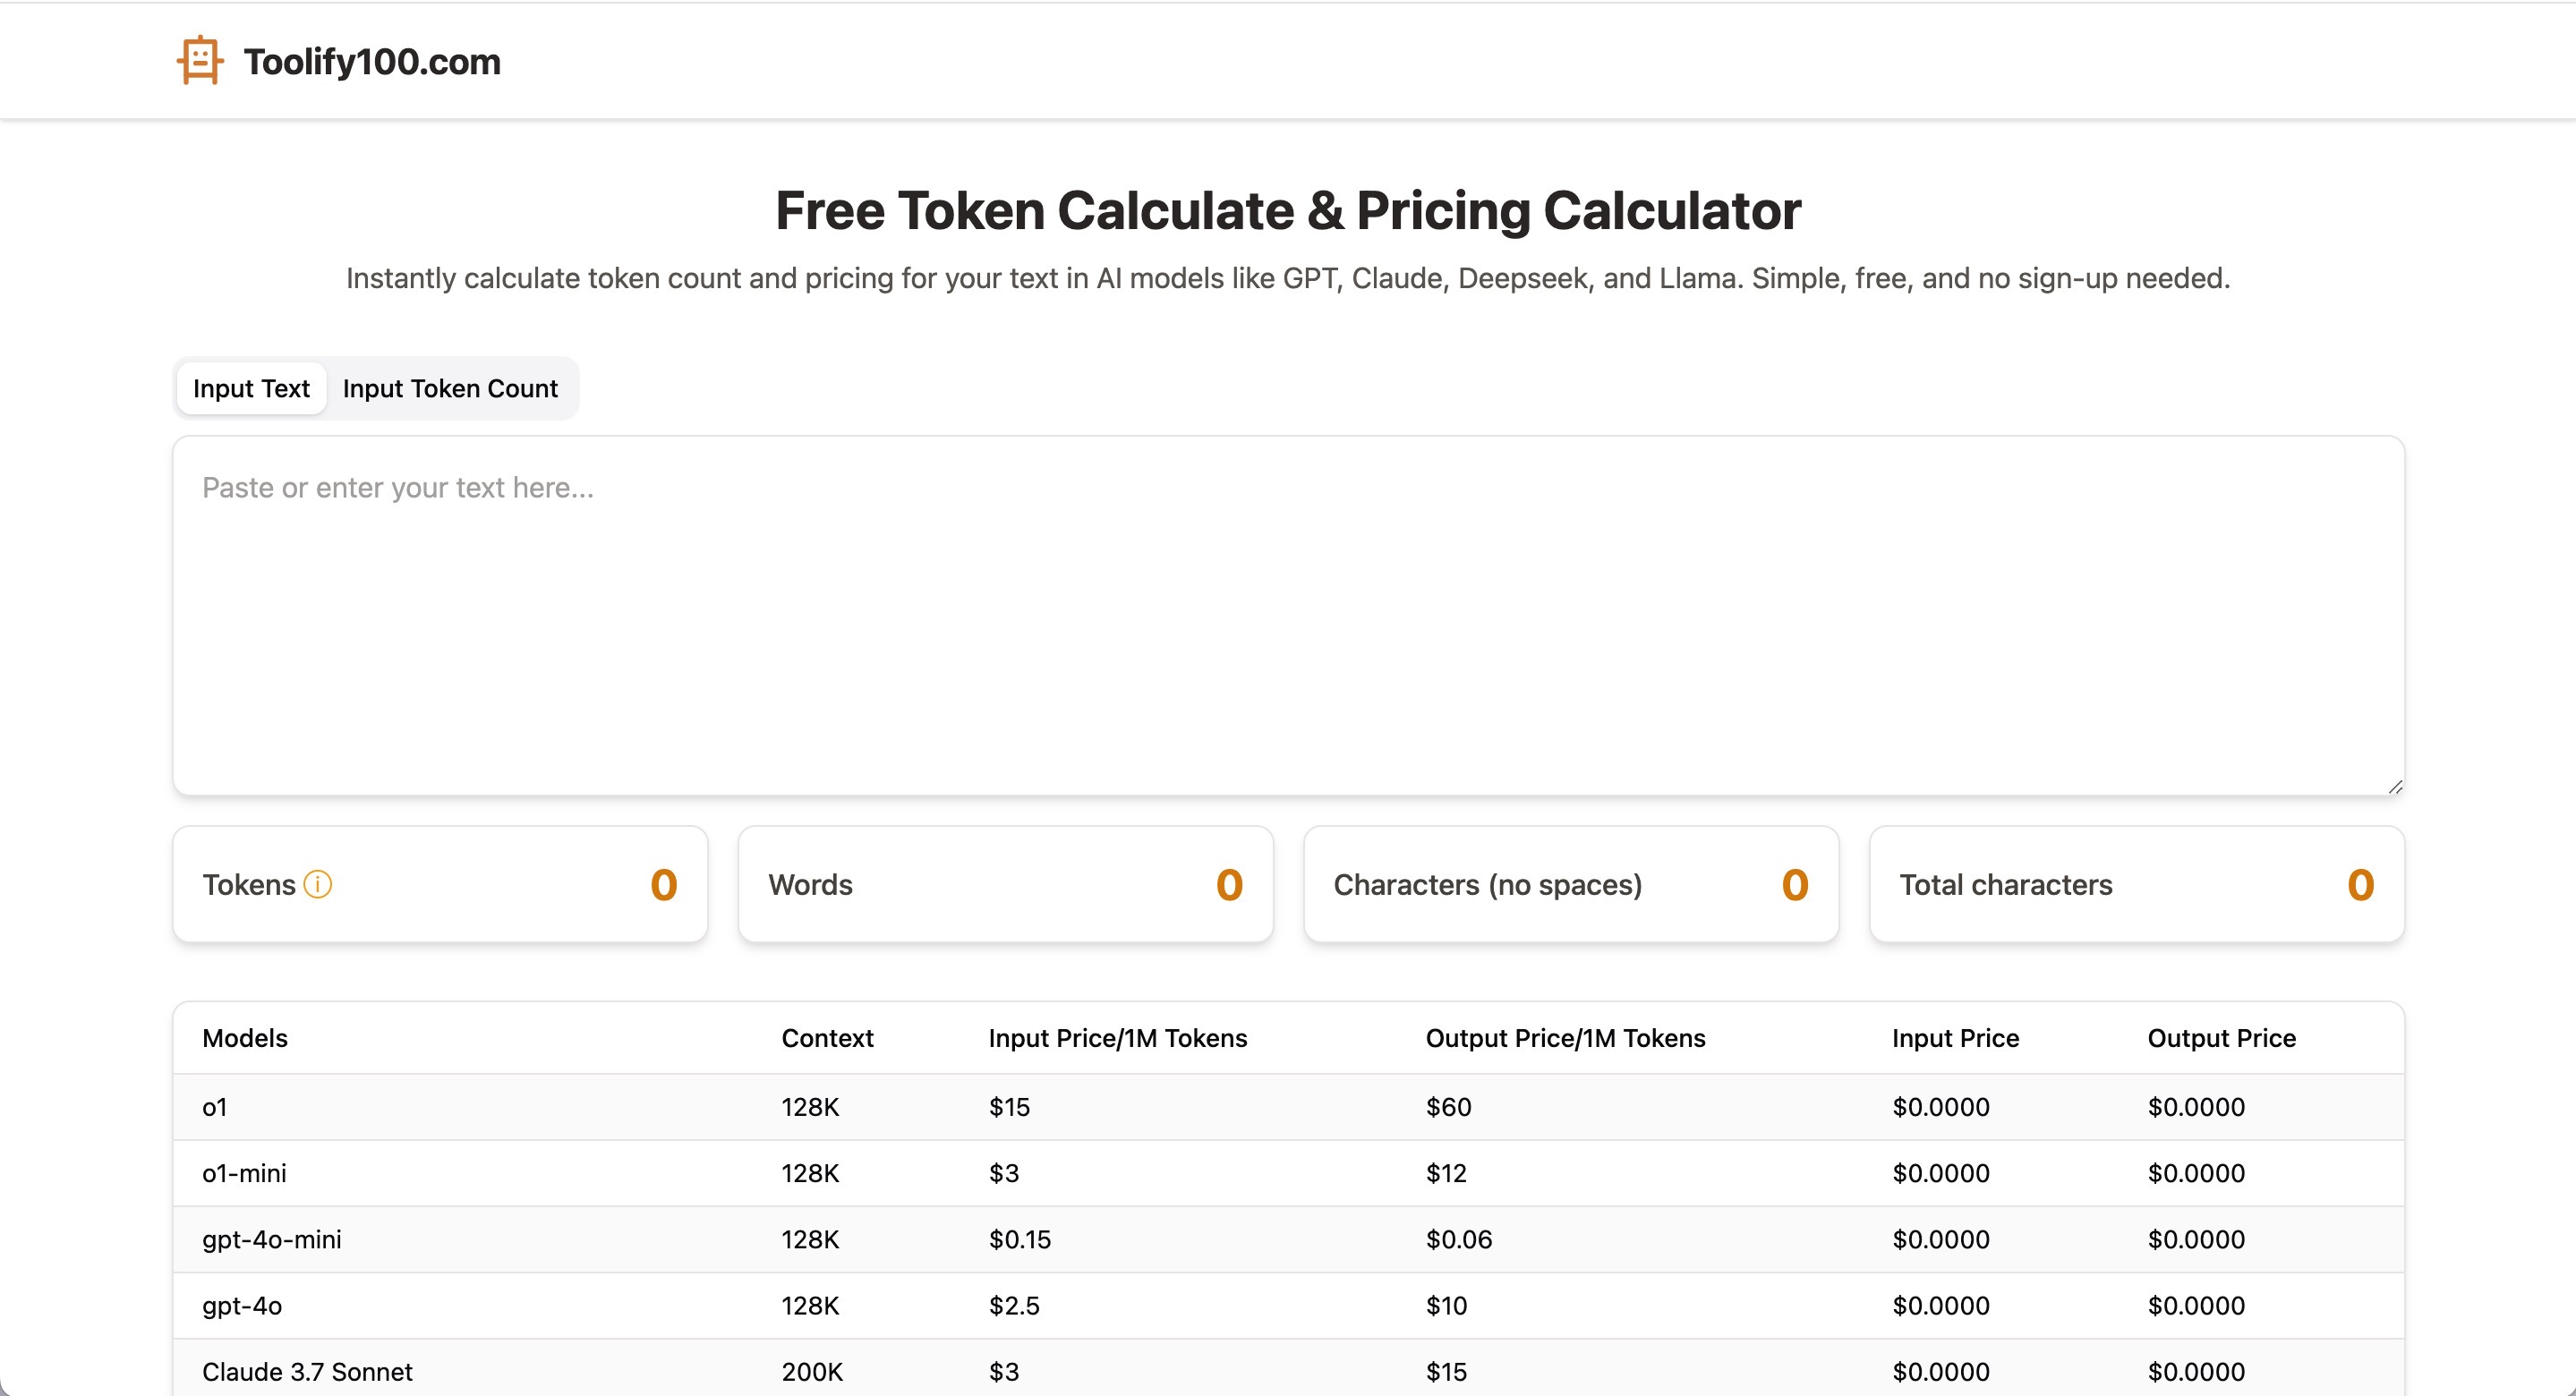 Toolify100.com
Free Token Calculate & Pricing Calculator
Instantly calculate token count and pricing for your text in AI models like GPT, Claude, Deepseek, and Llama. Simple, free, and no sign-up needed.
Input Text Input Token Count
Paste or enter your text here...
Tokens 0 Words 0 Characters (no spaces) 0 Total characters 0
Models Context Input Price/1M Tokens Output Price/1M Tokens Input Price Output Price
o1 128K $15 $60 $0.0000 $0.0000
o1-mini 128K $3 $12 $0.0000 $0.0000
gpt-4o-mini 128K $0.15 $0.06 $0.0000 $0.0000
gpt-4o 128K $2.5 $10 $0.0000 $0.0000
Claude 3.7 Sonnet 200K $3 $15 $0.0000 $0.0000